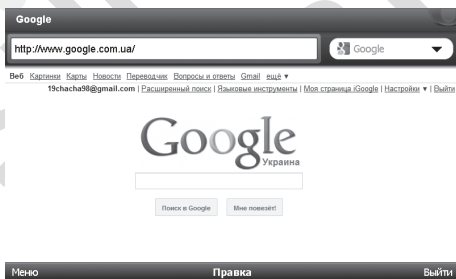 Google
http://www.google.com.ua/ Google
Веб Картинки Карты Новости Переводчик Вопросы и ответы Gmail ещё ▼
19chacha98@gmail.com | Расширенный поиск | Языковые инструменты | Моя страница iGoogle | Настройки ▼ | Выйти
Google
Украина
Поиск в Google Мне повезёт!
Меню Правка Выйти